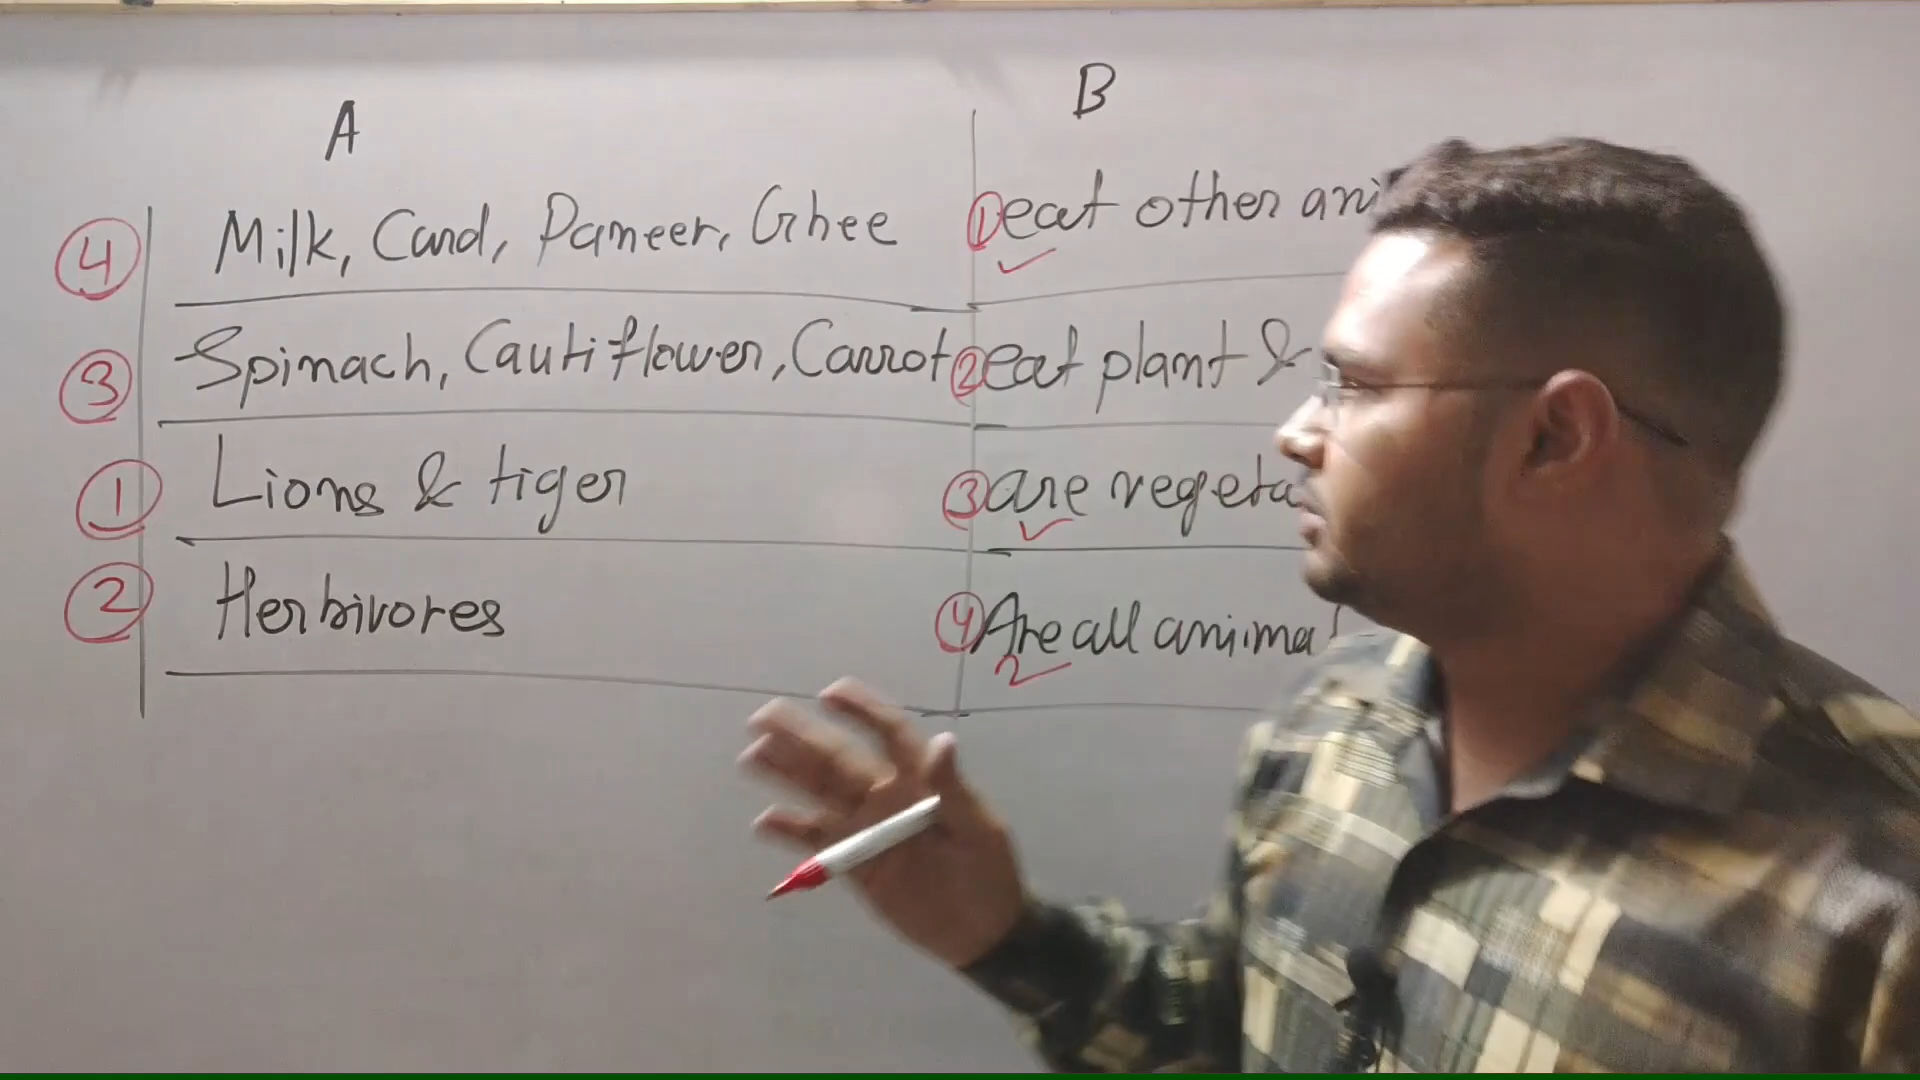 A B
④ Milk, Curd, Paneer, Ghee ① eat other ani
③ Spinach, Cauliflower, Carrot ② eat plant &
① Lions & tiger ③ are vegeta
② Herbivores ④ Are all animal